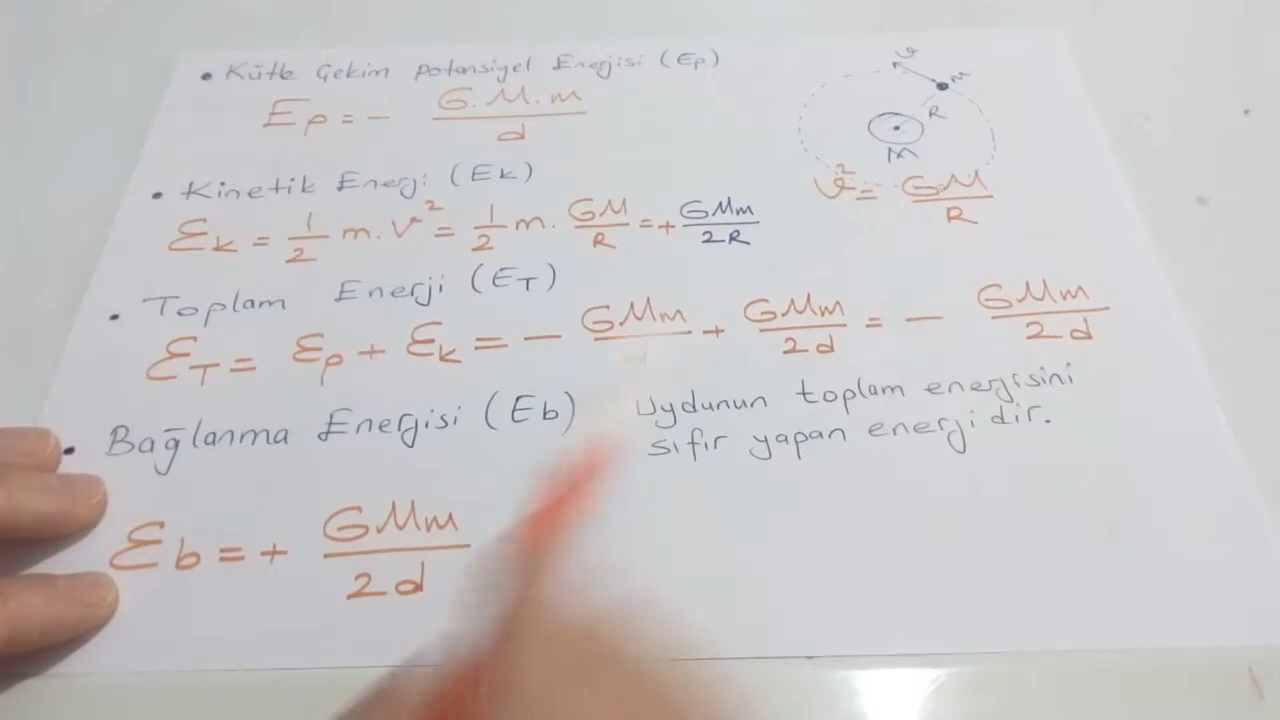 • Kütle Çekim Potansiyel Enerjisi (Ep)
Ep = - G.M.m / d
• Kinetik Enerji (Ek)
Ek = 1/2 m.v² = 1/2 m. GM/R = + GMm/2R
v
m
R
M
v² = GM/R
• Toplam Enerji (ET)
ET = Ep + Ek = - GMm + GMm/2d = - GMm/2d
• Bağlanma Enerjisi (Eb)
Uydunun toplam enerjisini
sıfır yapan enerjidir.
Eb = + GMm/2d